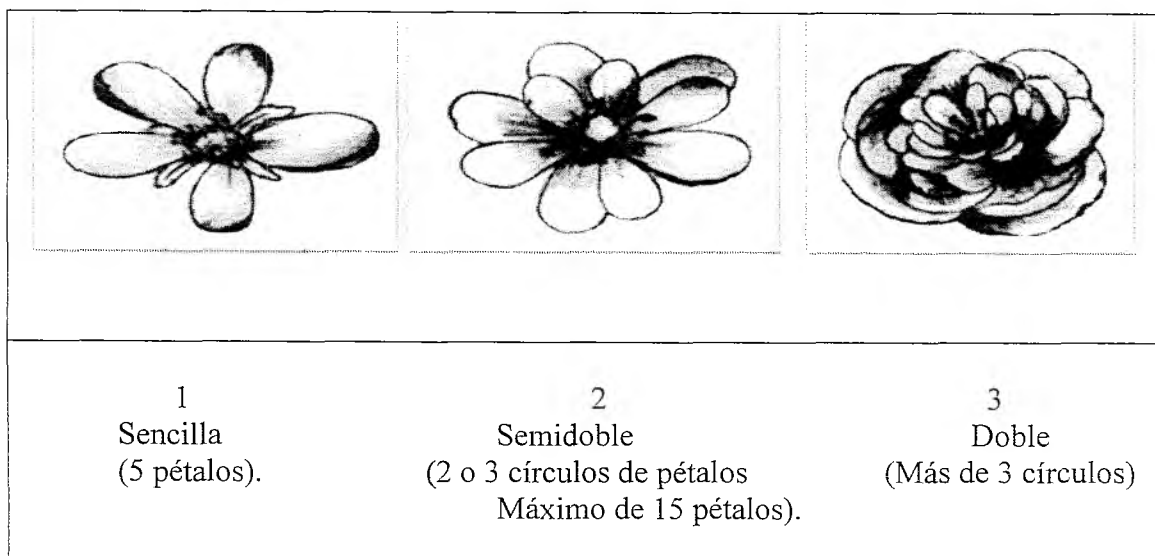 1 2 3
Sencilla Semidoble Doble
(5 pétalos). (2 o 3 círculos de pétalos (Más de 3 círculos)
Máximo de 15 pétalos).